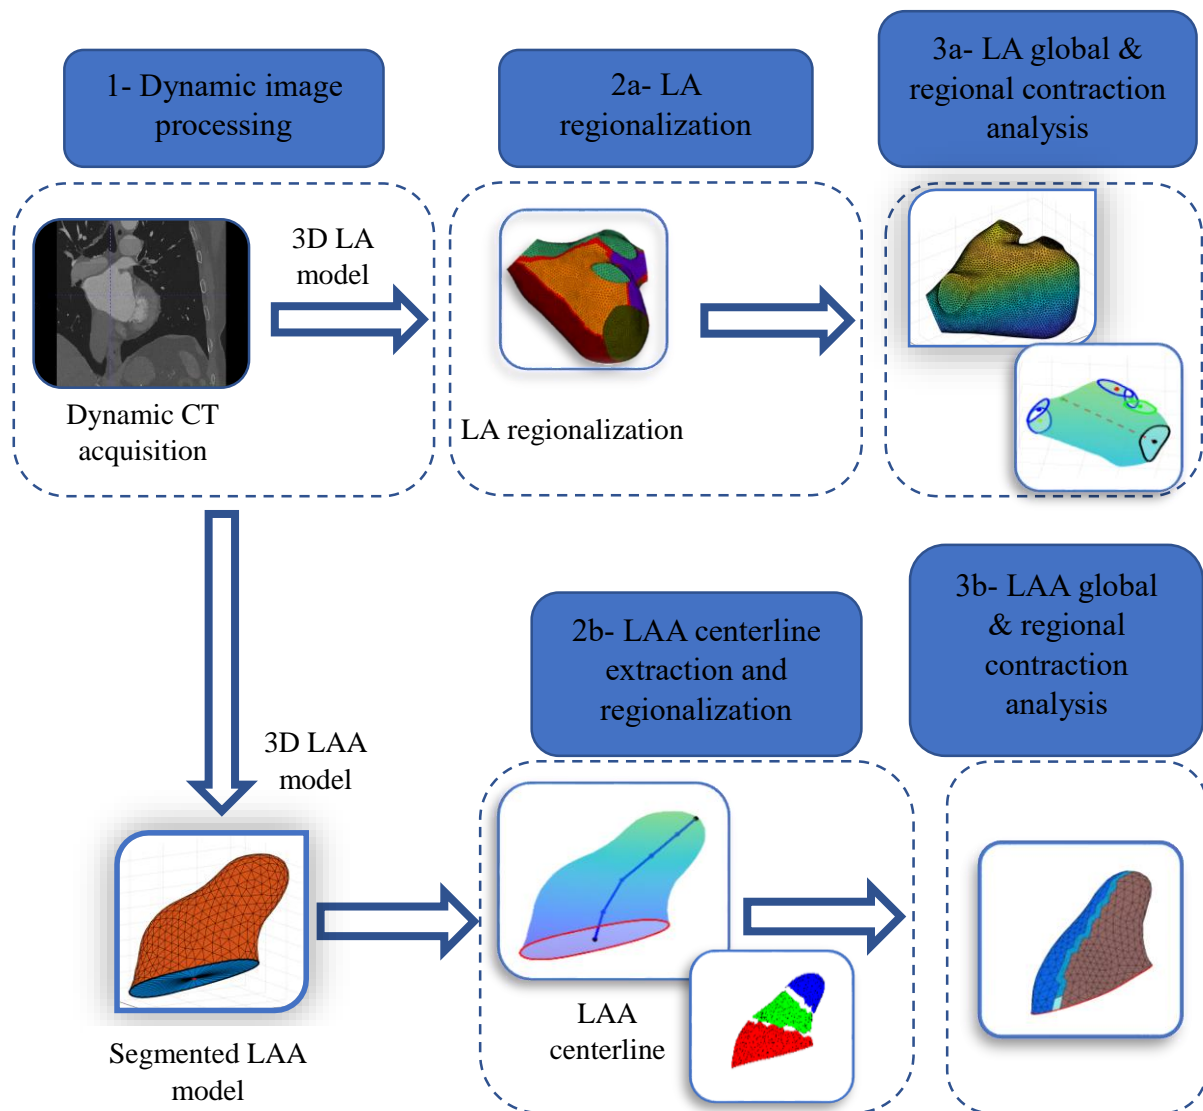 1- Dynamic image
processing
2a- LA
regionalization
3a- LA global &
regional contraction
analysis
3D LA
model
Dynamic CT
acquisition
LA regionalization
3D LAA
model
2b- LAA centerline
extraction and
regionalization
3b- LAA global
& regional
contraction
analysis
Segmented LAA
model
LAA
centerline